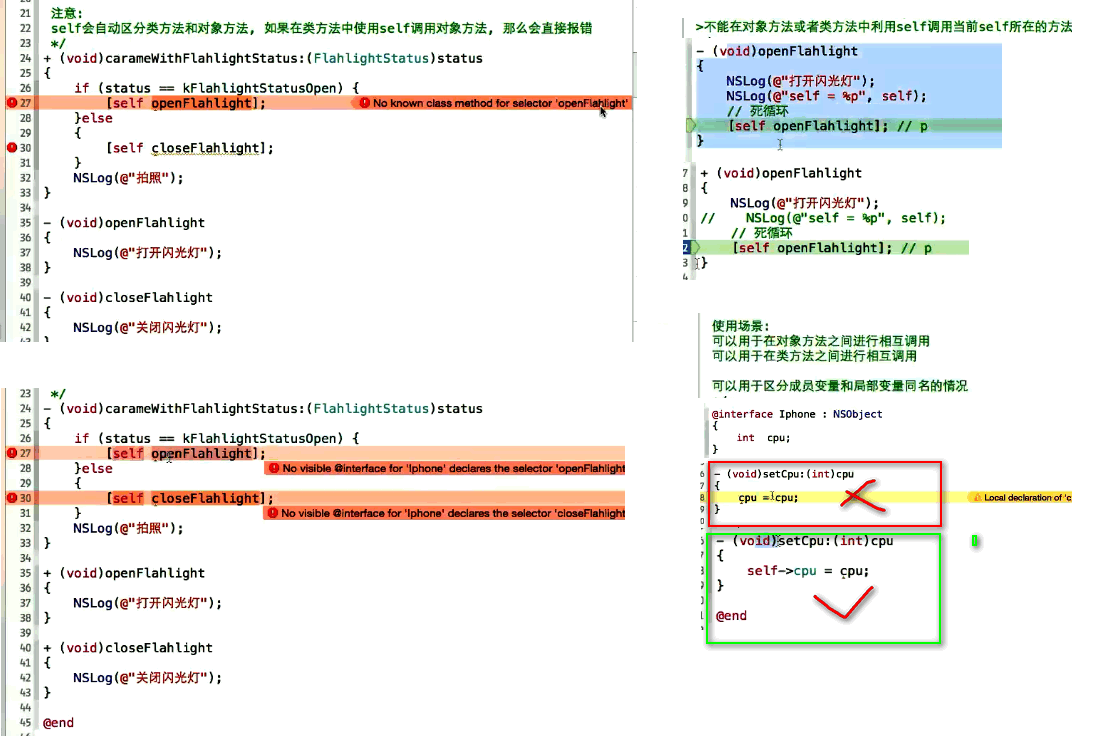 21 注意:
22 self会自动区分类方法和对象方法, 如果在类方法中使用self调用对象方法, 那么会直接报错
23 */
24 + (void)carameWithFlahlightStatus:(FlahlightStatus)status
25 {
26 if (status == kFlahlightStatusOpen) {
27 [self openFlahlight]; No known class method for selector 'openFlahlight'
28 }else
29 {
30 [self closeFlahlight];
31 }
32 NSLog(@"拍照");
33 }
34
35 - (void)openFlahlight
36 {
37 NSLog(@"打开闪光灯");
38 }
39
40 - (void)closeFlahlight
41 {
42 NSLog(@"关闭闪光灯");
23 */
24 - (void)carameWithFlahlightStatus:(FlahlightStatus)status
25 {
26 if (status == kFlahlightStatusOpen) {
27 [self openFlahlight];
28 }else No visible @interface for 'Iphone' declares the selector 'openFlahlight
29 {
30 [self closeFlahlight];
31 } No visible @interface for 'Iphone' declares the selector 'closeFlahlight
32 NSLog(@"拍照");
33 }
34
35 + (void)openFlahlight
36 {
37 NSLog(@"打开闪光灯");
38 }
39
40 + (void)closeFlahlight
41 {
42 NSLog(@"关闭闪光灯");
43 }
44
45 @end
>不能在对象方法或者类方法中利用self调用当前self所在的方法
- (void)openFlahlight
{
NSLog(@"打开闪光灯");
NSLog(@"self = %p", self);
// 死循环
[self openFlahlight]; // p
}
7 + (void)openFlahlight
8 {
9 NSLog(@"打开闪光灯");
0 // NSLog(@"self = %p", self);
1 // 死循环
2 [self openFlahlight]; // p
3 }
4
使用场景:
可以用于在对象方法之间进行相互调用
可以用于在类方法之间进行相互调用
可以用于区分成员变量和局部变量同名的情况
@interface Iphone : NSObject
{
int cpu;
}
6 - (void)setCpu:(int)cpu
7 {
8 cpu = cpu; Local declaration of 'c
9 }
- (void)setCpu:(int)cpu
{
self->cpu = cpu;
}
@end